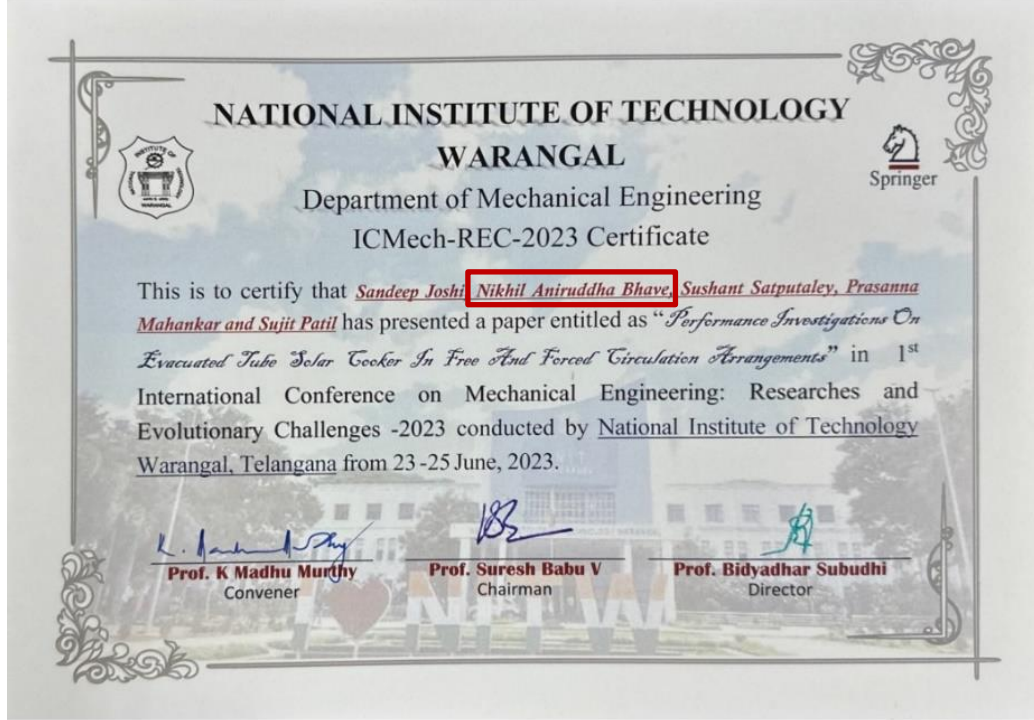 NATIONAL INSTITUTE OF TECHNOLOGY
WARANGAL
INSTITUTE OF
WARANGAL
Springer
Department of Mechanical Engineering
ICMech-REC-2023 Certificate
This is to certify that Sandeep Joshi, Nikhil Aniruddha Bhave, Sushant Satputaley, Prasanna
Mahankar and Sujit Patil has presented a paper entitled as “Performance Investigations On
Evacuated Tube Solar Cooker In Free And Forced Circulation Arrangements” in 1st
International Conference on Mechanical Engineering: Researches and
Evolutionary Challenges -2023 conducted by National Institute of Technology
Warangal, Telangana from 23-25 June, 2023.
Prof. K Madhu Murthy
Convener
Prof. Suresh Babu V
Chairman
Prof. Bidyadhar Subudhi
Director
I NITW